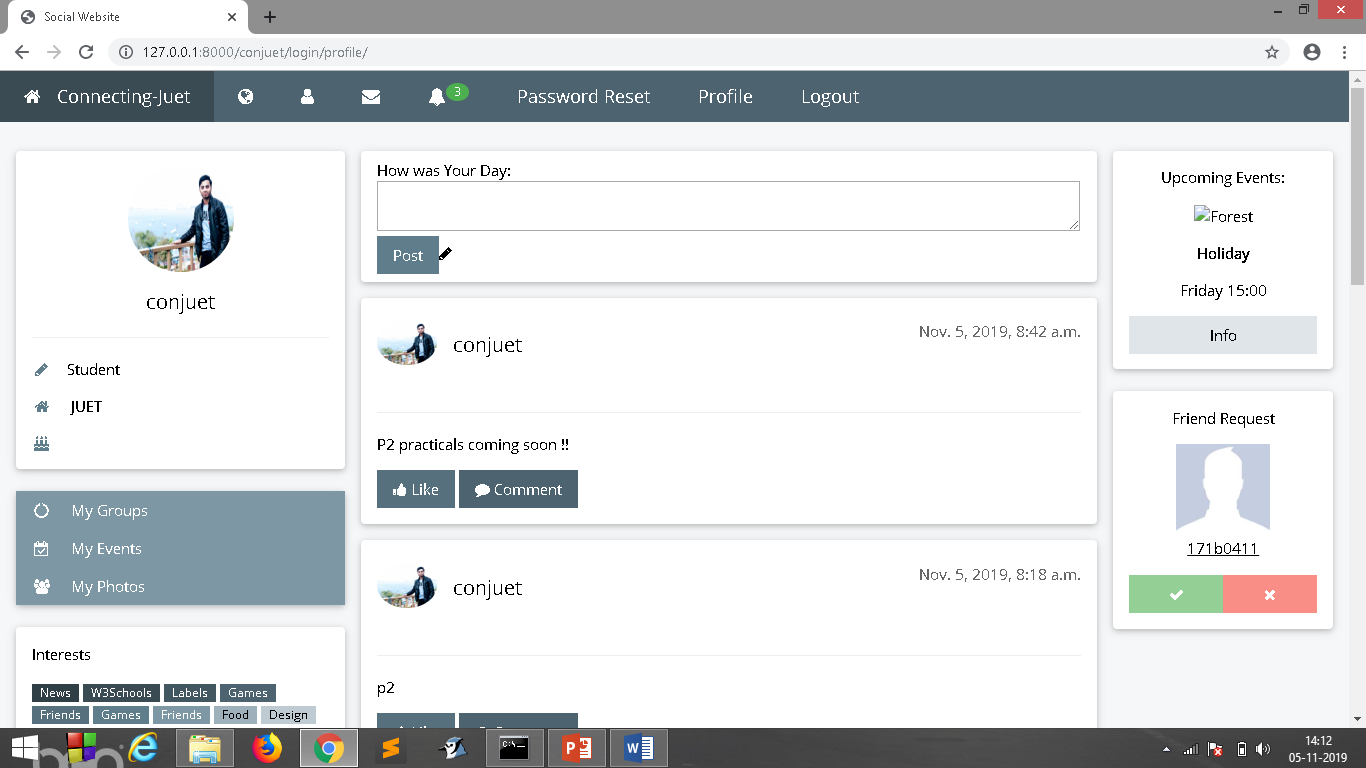 Social Website
127.0.0.1:8000/conjuet/login/profile/
Connecting-Juet
3
Password Reset
Profile
Logout
conjuet
Student
JUET
My Groups
My Events
My Photos
Interests
News W3Schools Labels Games
Friends Games Friends Food Design
How was Your Day:
Post
conjuet
Nov. 5, 2019, 8:42 a.m.
P2 practicals coming soon !!
Like
Comment
conjuet
Nov. 5, 2019, 8:18 a.m.
p2
Upcoming Events:
Forest
Holiday
Friday 15:00
Info
Friend Request
171b0411
14:12
05-11-2019